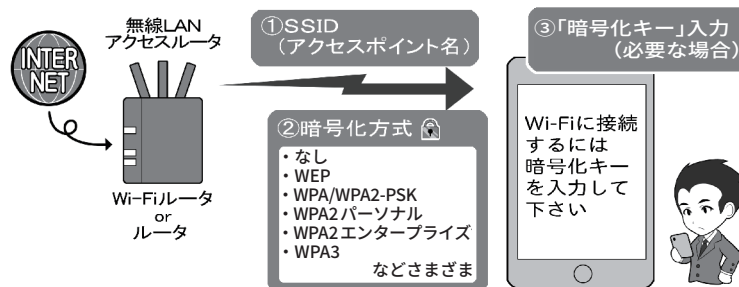 INTER
NET
無線LAN
アクセスルータ
Wi-Fiルータ
or
ルータ
①SSID
(アクセスポイント名)
②暗号化方式
・なし
・WEP
・WPA/WPA2-PSK
・WPA2パーソナル
・WPA2エンタープライズ
・WPA3
などさまざま
③「暗号化キー」入力
(必要な場合)
Wi-Fiに接続
するには
暗号化キー
を入力して
下さい